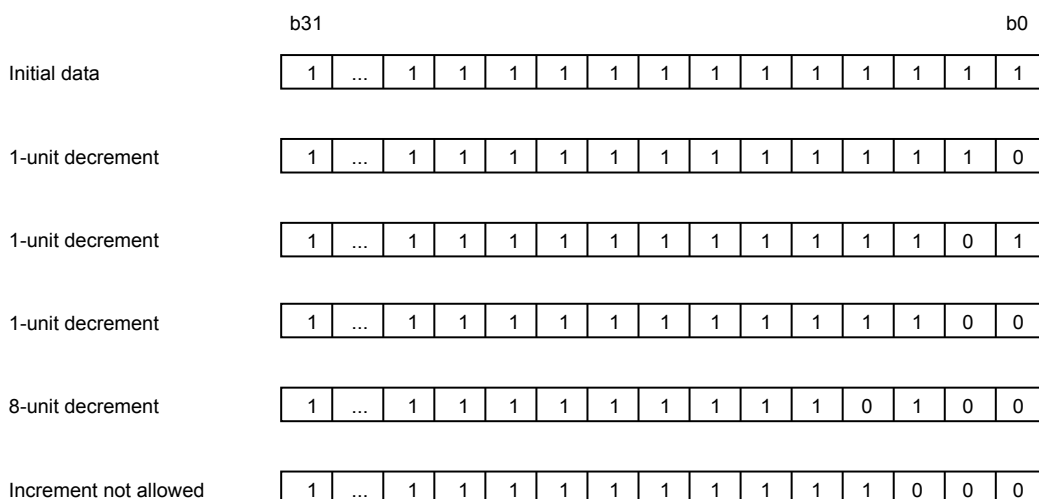 b31 b0
Initial data 1 ... 1 1 1 1 1 1 1 1 1 1 1 1 1
1-unit decrement 1 ... 1 1 1 1 1 1 1 1 1 1 1 1 0
1-unit decrement 1 ... 1 1 1 1 1 1 1 1 1 1 1 0 1
1-unit decrement 1 ... 1 1 1 1 1 1 1 1 1 1 1 0 0
8-unit decrement 1 ... 1 1 1 1 1 1 1 1 1 0 1 0 0
Increment not allowed 1 ... 1 1 1 1 1 1 1 1 1 1 0 0 0